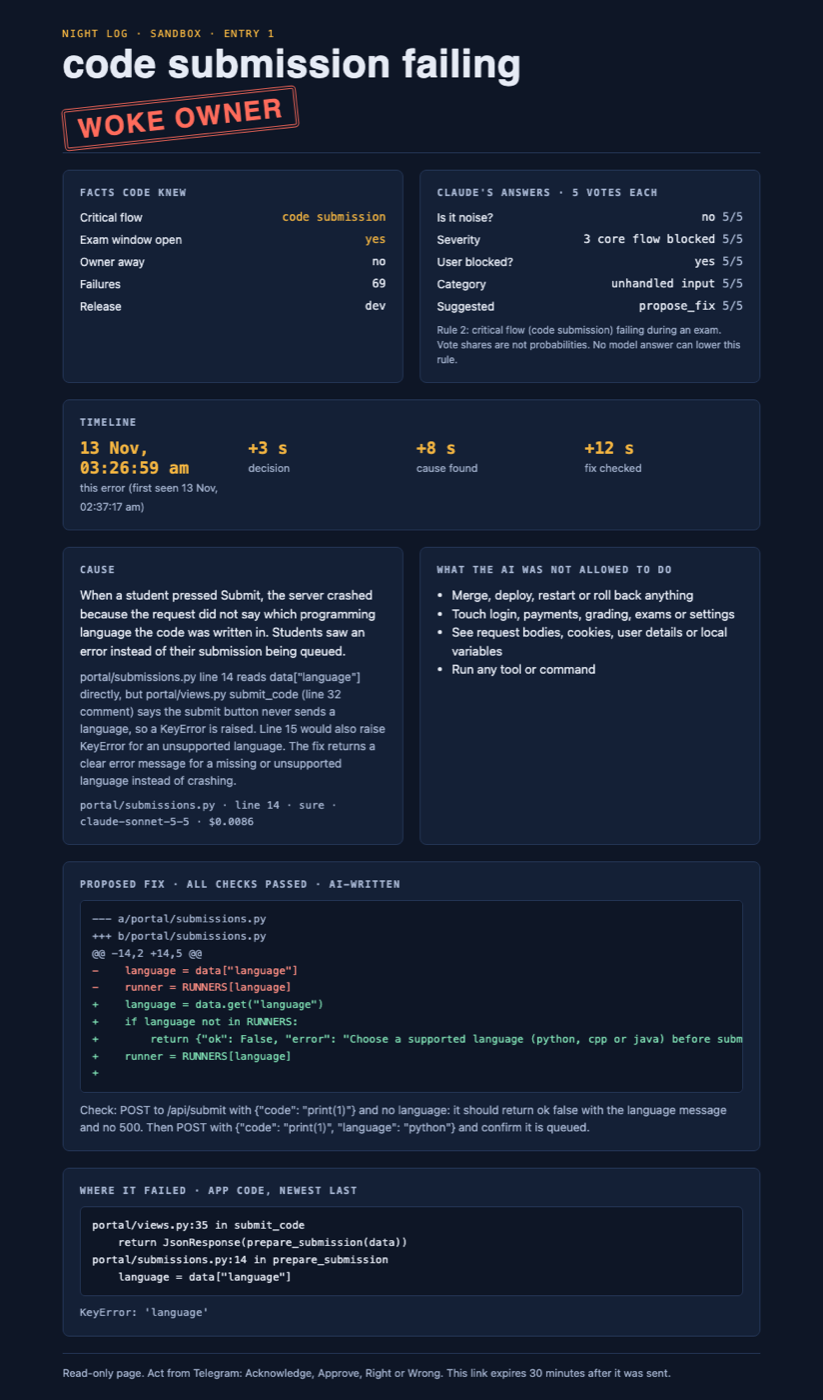 NIGHT LOG · SANDBOX · ENTRY 1
code submission failing
WOKE OWNER
FACTS CODE KNEW
Critical flow code submission
Exam window open yes
Owner away no
Failures 69
Release dev
CLAUDE'S ANSWERS · 5 VOTES EACH
Is it noise? no 5/5
Severity 3 core flow blocked 5/5
User blocked? yes 5/5
Category unhandled input 5/5
Suggested propose_fix 5/5
Rule 2: critical flow (code submission) failing during an exam.
Vote shares are not probabilities. No model answer can lower this
rule.
TIMELINE
13 Nov,
03:26:59 am
this error (first seen 13 Nov,
02:37:17 am)
+3 s
decision
+8 s
cause found
+12 s
fix checked
CAUSE
When a student pressed Submit, the server crashed
because the request did not say which programming
language the code was written in. Students saw an
error instead of their submission being queued.
portal/submissions.py line 14 reads data["language"]
directly, but portal/views.py submit_code (line 32
comment) says the submit button never sends a
language, so a KeyError is raised. Line 15 would also raise
KeyError for an unsupported language. The fix returns a
clear error message for a missing or unsupported
language instead of crashing.
portal/submissions.py · line 14 · sure ·
claude-sonnet-5-5 · $0.0086
WHAT THE AI WAS NOT ALLOWED TO DO
• Merge, deploy, restart or roll back anything
• Touch login, payments, grading, exams or settings
• See request bodies, cookies, user details or local
variables
• Run any tool or command
PROPOSED FIX · ALL CHECKS PASSED · AI-WRITTEN
--- a/portal/submissions.py
+++ b/portal/submissions.py
@@ -14,2 +14,5 @@
-    language = data["language"]
-    runner = RUNNERS[language]
+    language = data.get("language")
+    if language not in RUNNERS:
+        return {"ok": False, "error": "Choose a supported language (python, cpp or java) before subm
+    runner = RUNNERS[language]
+
Check: POST to /api/submit with {"code": "print(1)"} and no language: it should return ok false with the language message
and no 500. Then POST with {"code": "print(1)", "language": "python"} and confirm it is queued.
WHERE IT FAILED · APP CODE, NEWEST LAST
portal/views.py:35 in submit_code
    return JsonResponse(prepare_submission(data))
portal/submissions.py:14 in prepare_submission
    language = data["language"]
KeyError: 'language'
Read-only page. Act from Telegram: Acknowledge, Approve, Right or Wrong. This link expires 30 minutes after it was sent.